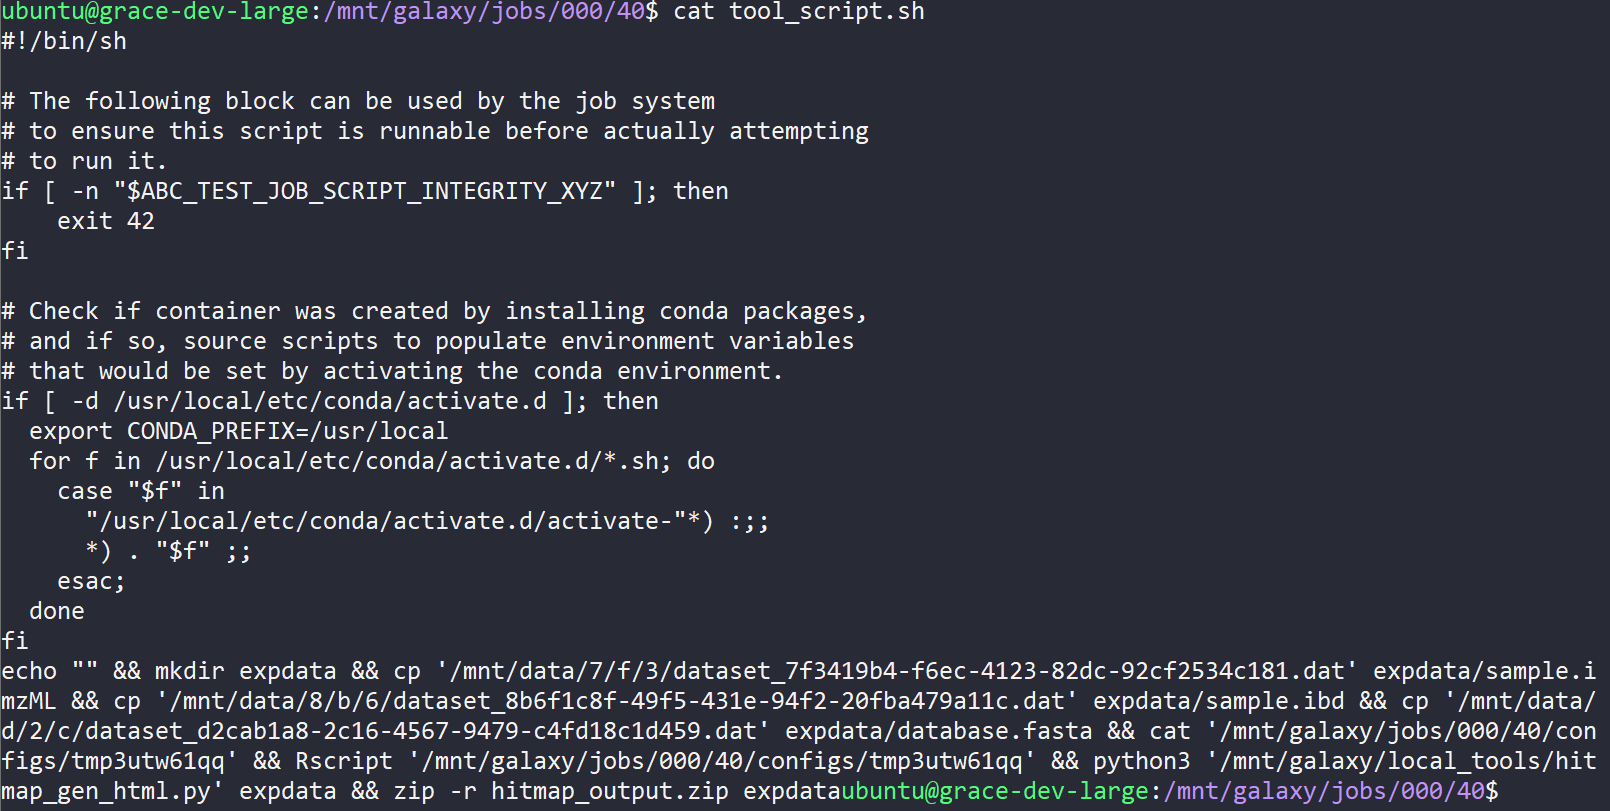 ubuntu@grace-dev-large:/mnt/galaxy/jobs/000/40$ cat tool_script.sh
#!/bin/sh

# The following block can be used by the job system
# to ensure this script is runnable before actually attempting
# to run it.
if [ -n "$ABC_TEST_JOB_SCRIPT_INTEGRITY_XYZ" ]; then
    exit 42
fi

# Check if container was created by installing conda packages,
# and if so, source scripts to populate environment variables
# that would be set by activating the conda environment.
if [ -d /usr/local/etc/conda/activate.d ]; then
  export CONDA_PREFIX=/usr/local
  for f in /usr/local/etc/conda/activate.d/*.sh; do
    case "$f" in
      "/usr/local/etc/conda/activate.d/activate-"*) :;;
      *) . "$f" ;;
    esac;
  done
fi
echo "" && mkdir expdata && cp '/mnt/data/7/f/3/dataset_7f3419b4-f6ec-4123-82dc-92cf2534c181.dat' expdata/sample.i
mzML && cp '/mnt/data/8/b/6/dataset_8b6f1c8f-49f5-431e-94f2-20fba479a11c.dat' expdata/sample.ibd && cp '/mnt/data/
d/2/c/dataset_d2cab1a8-2c16-4567-9479-c4fd18c1d459.dat' expdata/database.fasta && cat '/mnt/galaxy/jobs/000/40/con
figs/tmp3utw61qq' && Rscript '/mnt/galaxy/jobs/000/40/configs/tmp3utw61qq' && python3 '/mnt/galaxy/local_tools/hit
map_gen_html.py' expdata && zip -r hitmap_output.zip expdataubuntu@grace-dev-large:/mnt/galaxy/jobs/000/40$